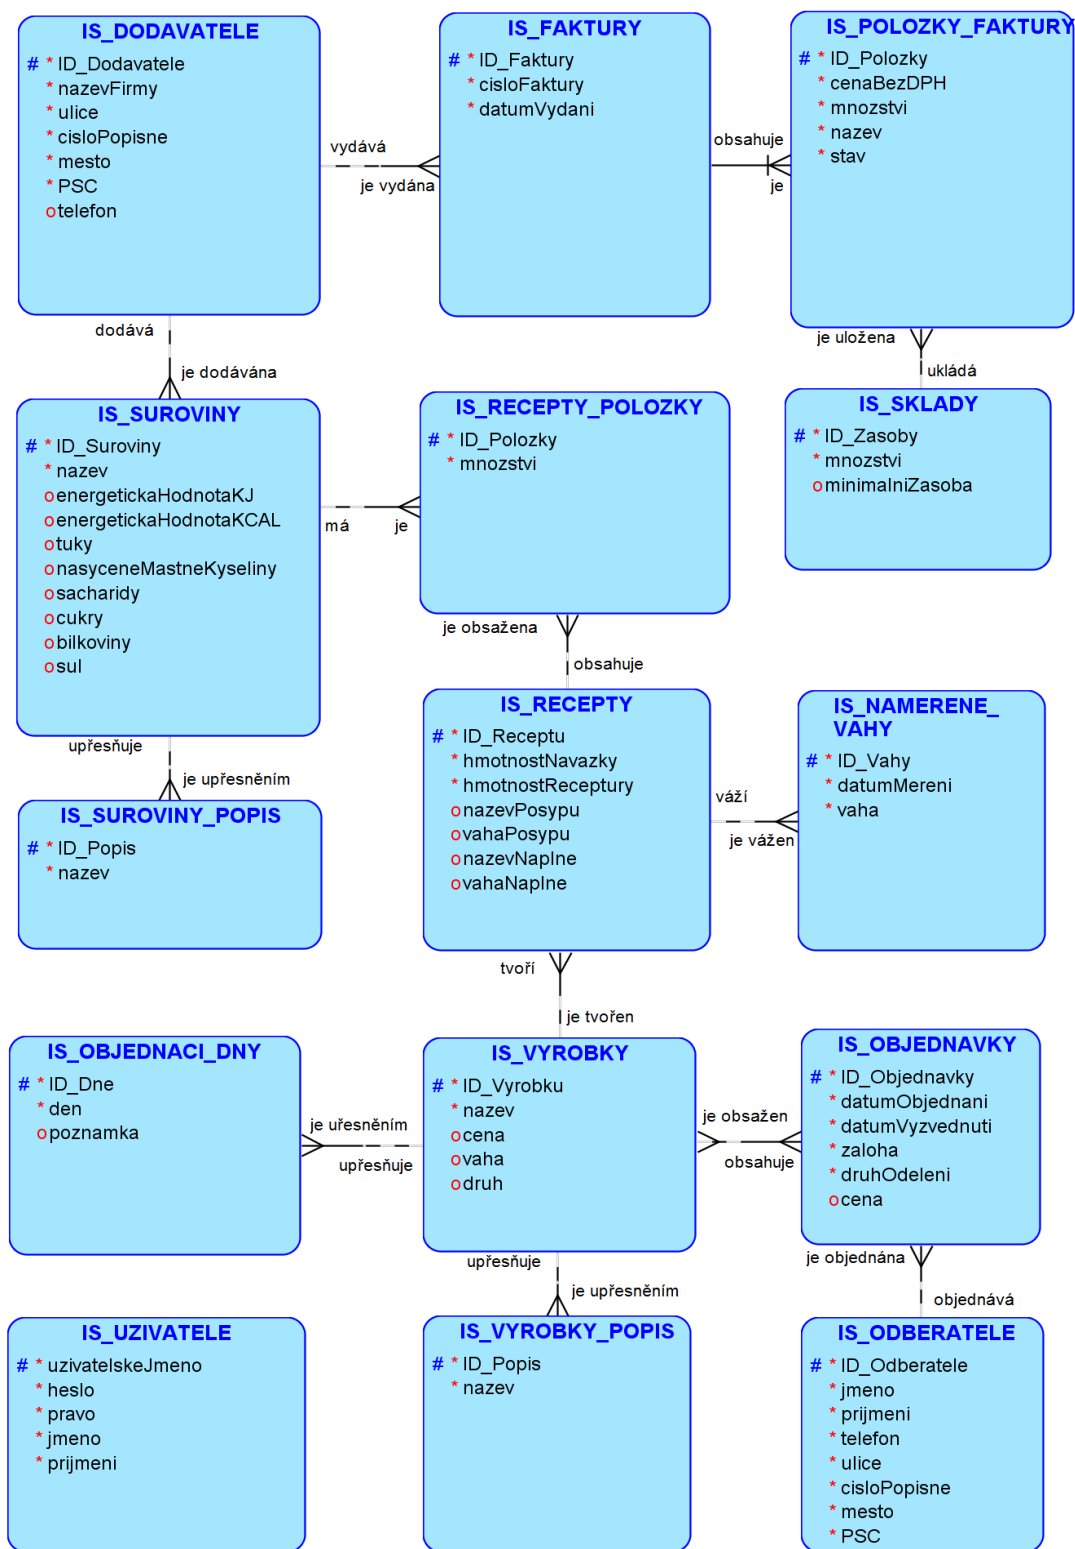 IS_DODAVATELE
# * ID_Dodavatele
* nazevFirmy
* ulice
* cisloPopisne
* mesto
* PSC
o telefon
vydává
je vydána
IS_FAKTURY
# * ID_Faktury
* cisloFaktury
* datumVydani
obsahuje
je
IS_POLOZKY_FAKTURY
# * ID_Polozky
* cenaBezDPH
* mnozstvi
* nazev
* stav
dodává
je dodávána
je uložena
ukládá
IS_SUROVINY
# * ID_Suroviny
* nazev
o energetickaHodnotaKJ
o energetickaHodnotaKCAL
o tuky
o nasyceneMastneKyseliny
o sacharidy
o cukry
o bilkoviny
o sul
má
je
IS_RECEPTY_POLOZKY
# * ID_Polozky
* mnozstvi
IS_SKLADY
# * ID_Zasoby
* mnozstvi
o minimalniZasoba
je obsažena
obsahuje
upřesňuje
je upřesněním
IS_SUROVINY_POPIS
# * ID_Popis
* nazev
IS_RECEPTY
# * ID_Receptu
* hmotnostNavazky
* hmotnostReceptury
o nazevPosypu
o vahaPosypu
o nazevNaplne
o vahaNaplne
váží
je vážen
IS_NAMERENE_
VAHY
# * ID_Vahy
* datumMereni
* vaha
tvoří
je tvořen
IS_OBJEDNACI_DNY
# * ID_Dne
* den
o poznamka
je uřesněním
upřesňuje
IS_VYROBKY
# * ID_Vyrobku
* nazev
o cena
o vaha
o druh
je obsažen
obsahuje
IS_OBJEDNAVKY
# * ID_Objednavky
* datumObjednani
* datumVyzvednuti
* zaloha
* druhOdeleni
o cena
upřesňuje
je upřesněním
je objednána
objednává
IS_UZIVATELE
# * uzivatelskeJmeno
* heslo
* pravo
* jmeno
* prijmeni
IS_VYROBKY_POPIS
# * ID_Popis
* nazev
IS_ODBERATELE
# * ID_Odberatele
* jmeno
* prijmeni
* telefon
* ulice
* cisloPopisne
* mesto
* PSC